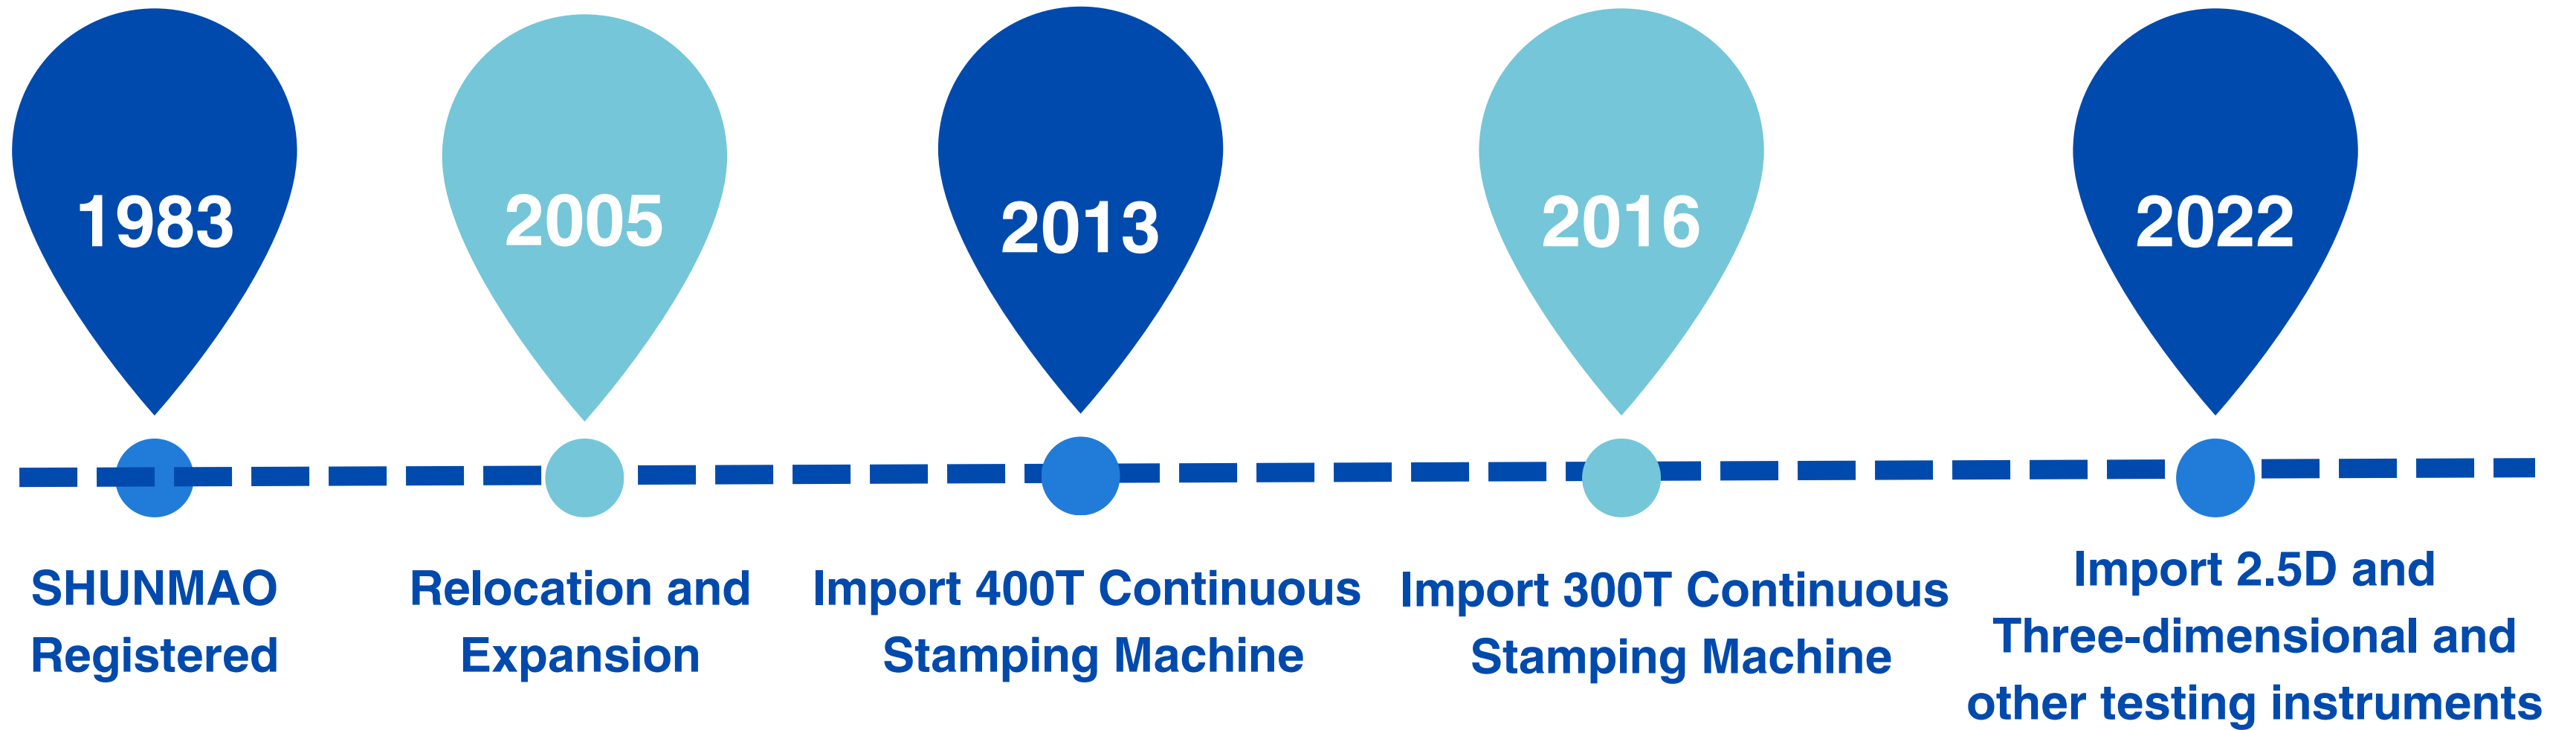 1983
SHUNMAO
Registered
2005
Relocation and
Expansion
2013
Import 400T Continuous
Stamping Machine
2016
Import 300T Continuous
Stamping Machine
2022
Import 2.5D and
Three-dimensional and
other testing instruments